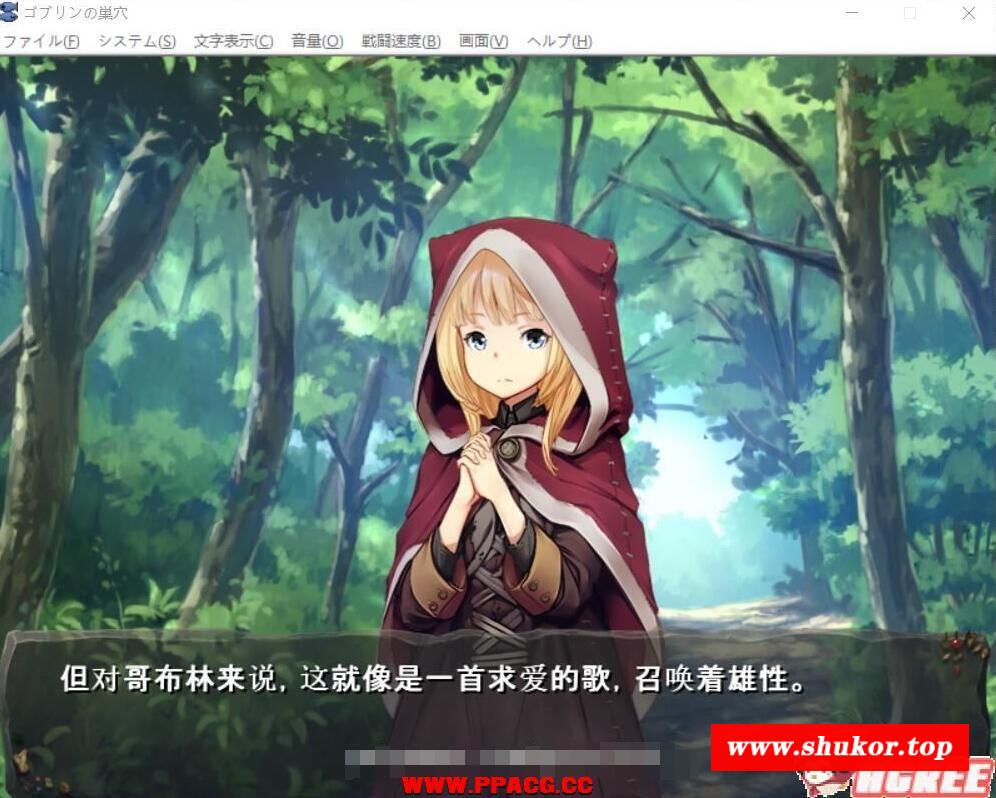 ゴブリンの巣穴
ファイル(F) システム(S) 文字表示(C) 音量(O) 戦闘速度(B) 画面(V) ヘルプ(H)
但对哥布林来说, 这就像是一首求爱的歌, 召唤着雄性。
www.shukor.top
WWW.PPACG.CC